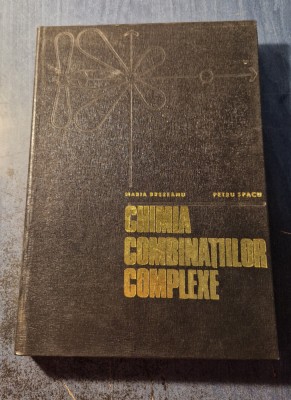 MARIA BREZEANU PETRU SPACU
CHIMIA
COMBINAȚIILOR
COMPLEXE